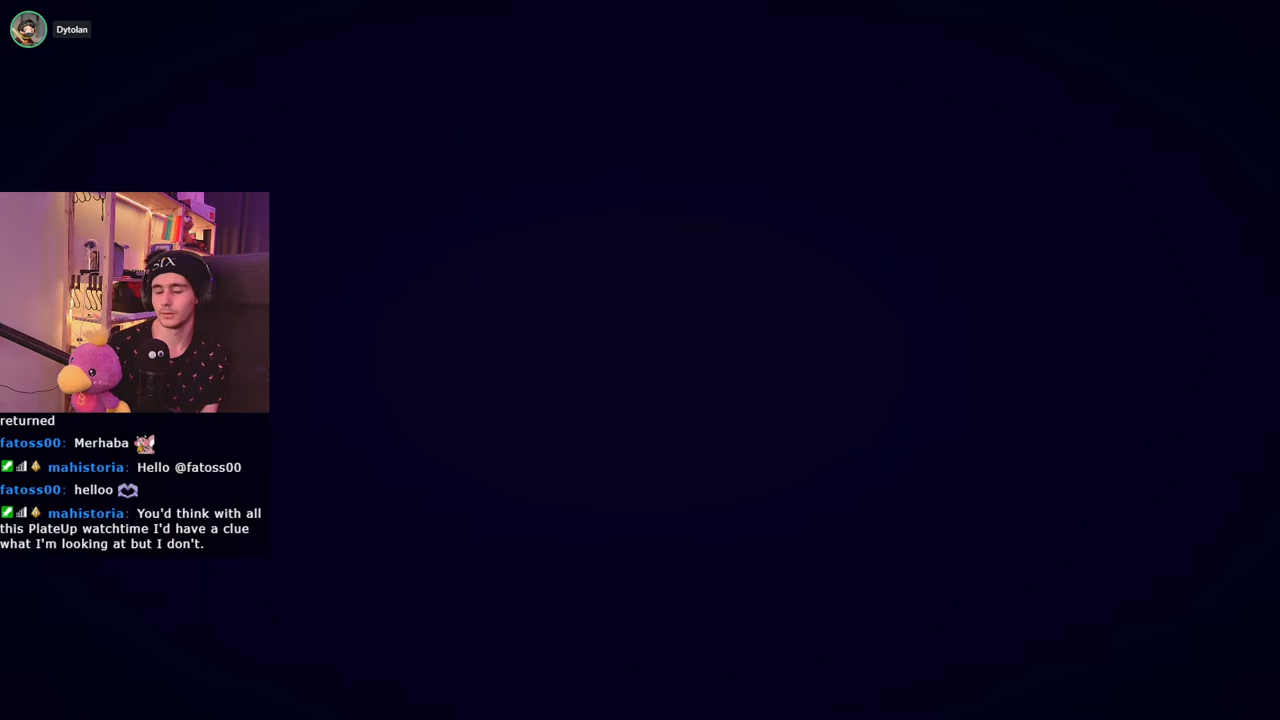 Dytolan
SIX
returned
fatoss00: Merhaba
mahistoria: Hello @fatoss00
fatoss00: helloo
mahistoria: You'd think with all
this PlateUp watchtime I'd have a clue
what I'm looking at but I don't.